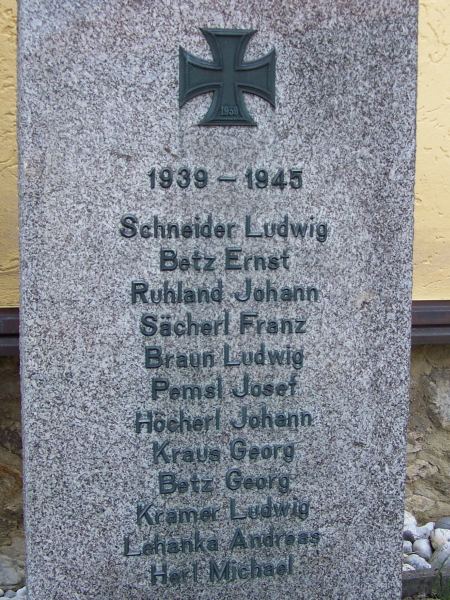 1939
1939 – 1945
Schneider Ludwig
Betz Ernst
Ruhland Johann
Sächerl Franz
Braun Ludwig
Pemsl Josef
Höcherl Johann
Kraus Georg
Betz Georg
Kramer Ludwig
Lehanka Andreas
Herl Michael